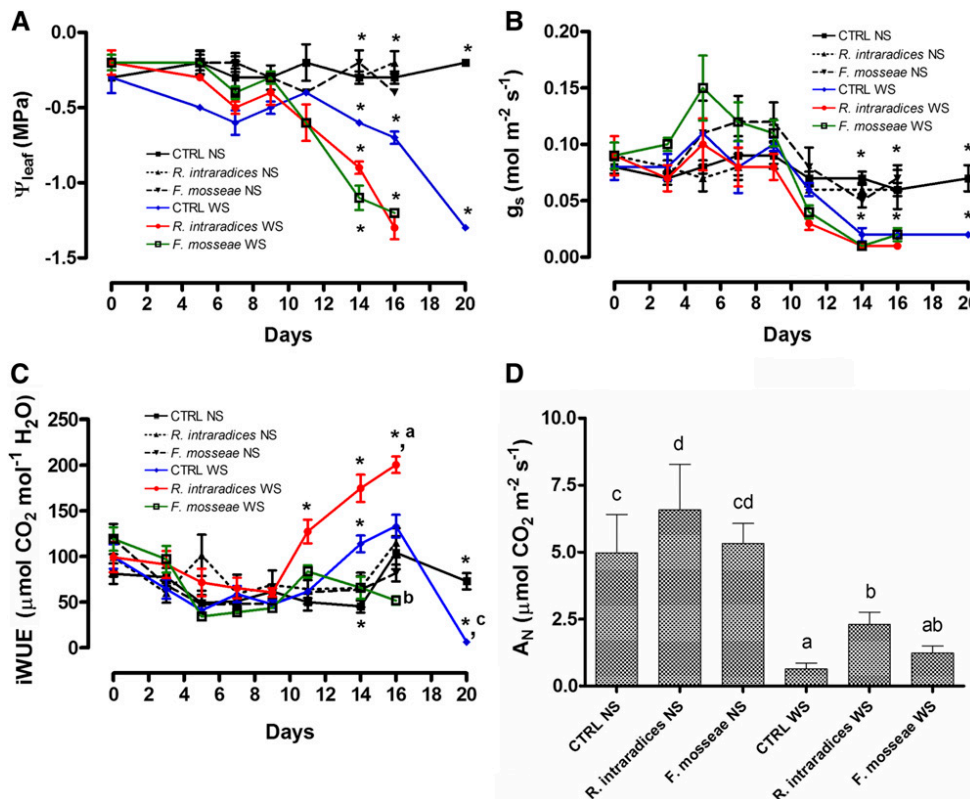 A
0.0
-0.5
-1.0
-1.5
Ψleaf (MPa)
CTRL NS
R. intraradices NS
F. mosseae NS
CTRL WS
R. intraradices WS
F. mosseae WS
* * *
* * *
* *
*
0 2 4 6 8 10 12 14 16 18 20
Days
B
0.20
0.15
0.10
0.05
0.00
gs (mol m-2 s-1)
CTRL NS
R. intraradices NS
F. mosseae NS
CTRL WS
R. intraradices WS
F. mosseae WS
* * *
* * *
0 2 4 6 8 10 12 14 16 18 20
Days
C
250
200
150
100
50
0
iWUE (μmol CO2 mol-1 H2O)
CTRL NS
R. intraradices NS
F. mosseae NS
CTRL WS
R. intraradices WS
F. mosseae WS
*,a
*
* *
*
b
*,c
*
0 2 4 6 8 10 12 14 16 18 20
Days
D
10.0
7.5
5.0
2.5
0.0
AN (μmol CO2 m-2 s-1)
c d cd a b ab
CTRL NS
R. intraradices NS
F. mosseae NS
CTRL WS
R. intraradices WS
F. mosseae WS